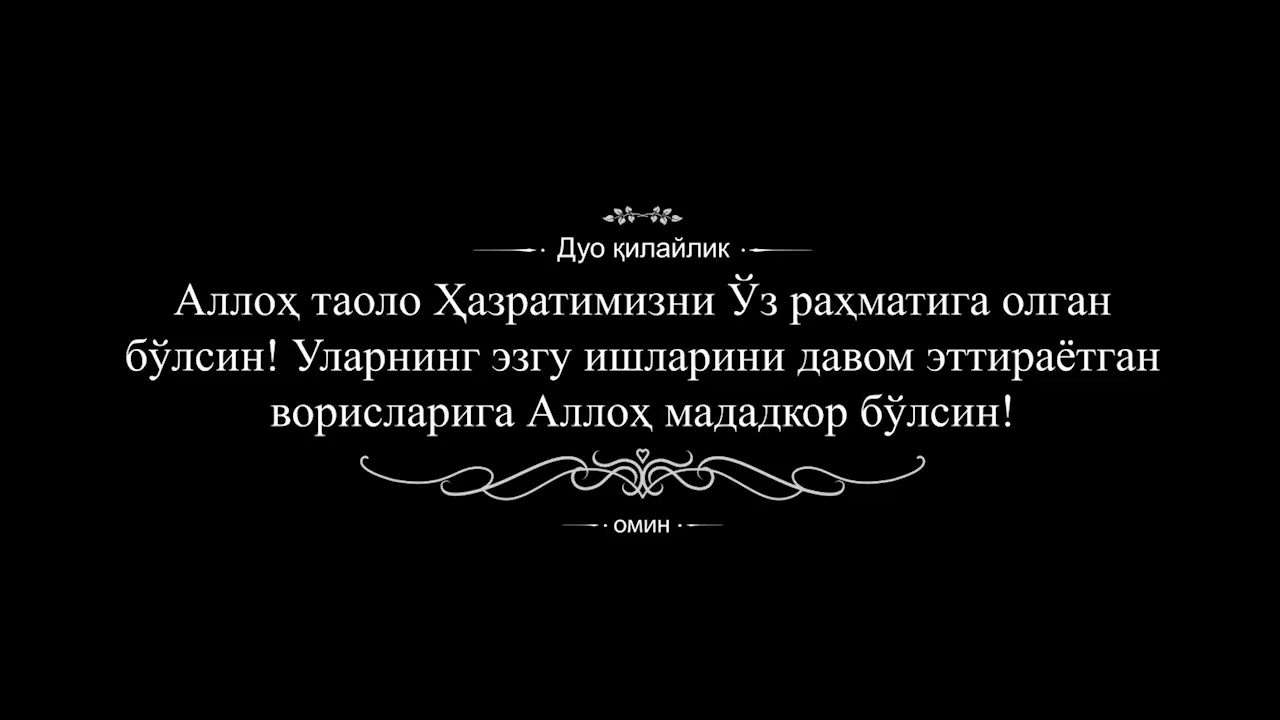 Дуо қилайлик
Аллоҳ таоло Ҳазратимизни Ўз раҳматига олган
бўлсин! Уларнинг эзгу ишларини давом эттираётган
ворисларига Аллоҳ мададкор бўлсин!
омин